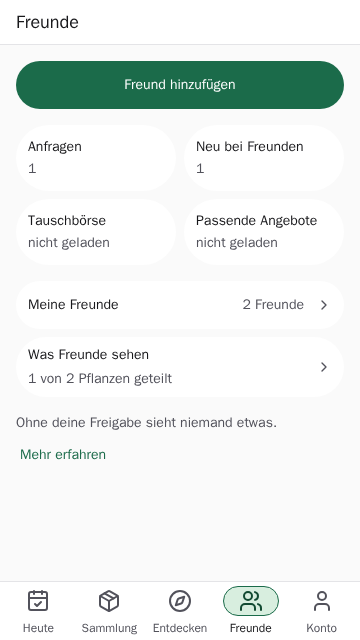 Freunde
Freund hinzufügen
Anfragen
1
Neu bei Freunden
1
Tauschbörse
nicht geladen
Passende Angebote
nicht geladen
Meine Freunde
2 Freunde
Was Freunde sehen
1 von 2 Pflanzen geteilt
Ohne deine Freigabe sieht niemand etwas.
Mehr erfahren
Heute
Sammlung
Entdecken
Freunde
Konto